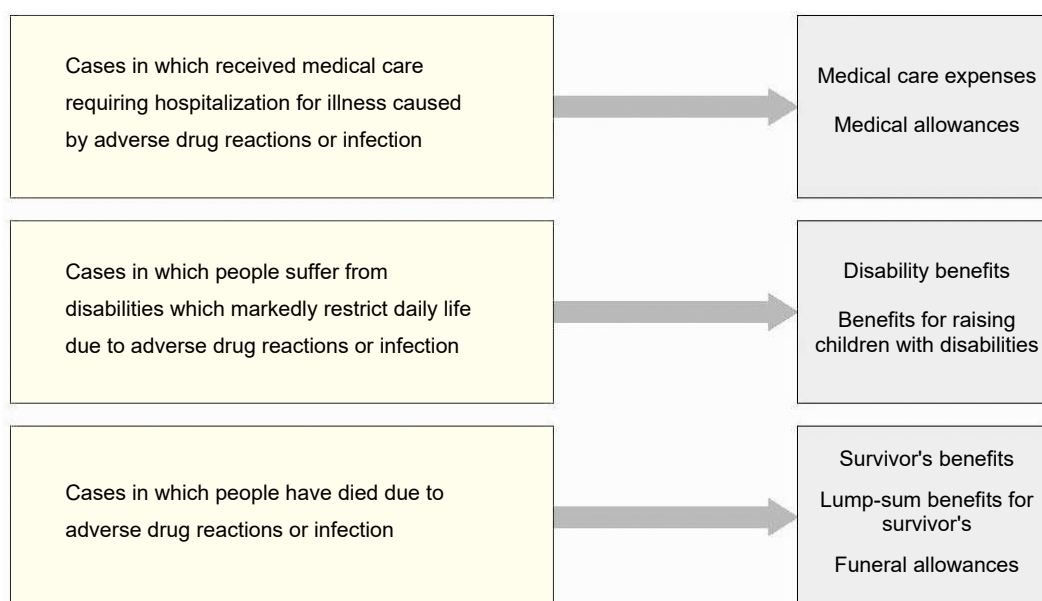 Cases in which received medical care
requiring hospitalization for illness caused
by adverse drug reactions or infection
Medical care expenses
Medical allowances
Cases in which people suffer from
disabilities which markedly restrict daily life
due to adverse drug reactions or infection
Disability benefits
Benefits for raising
children with disabilities
Cases in which people have died due to
adverse drug reactions or infection
Survivor's benefits
Lump-sum benefits for
survivor's
Funeral allowances